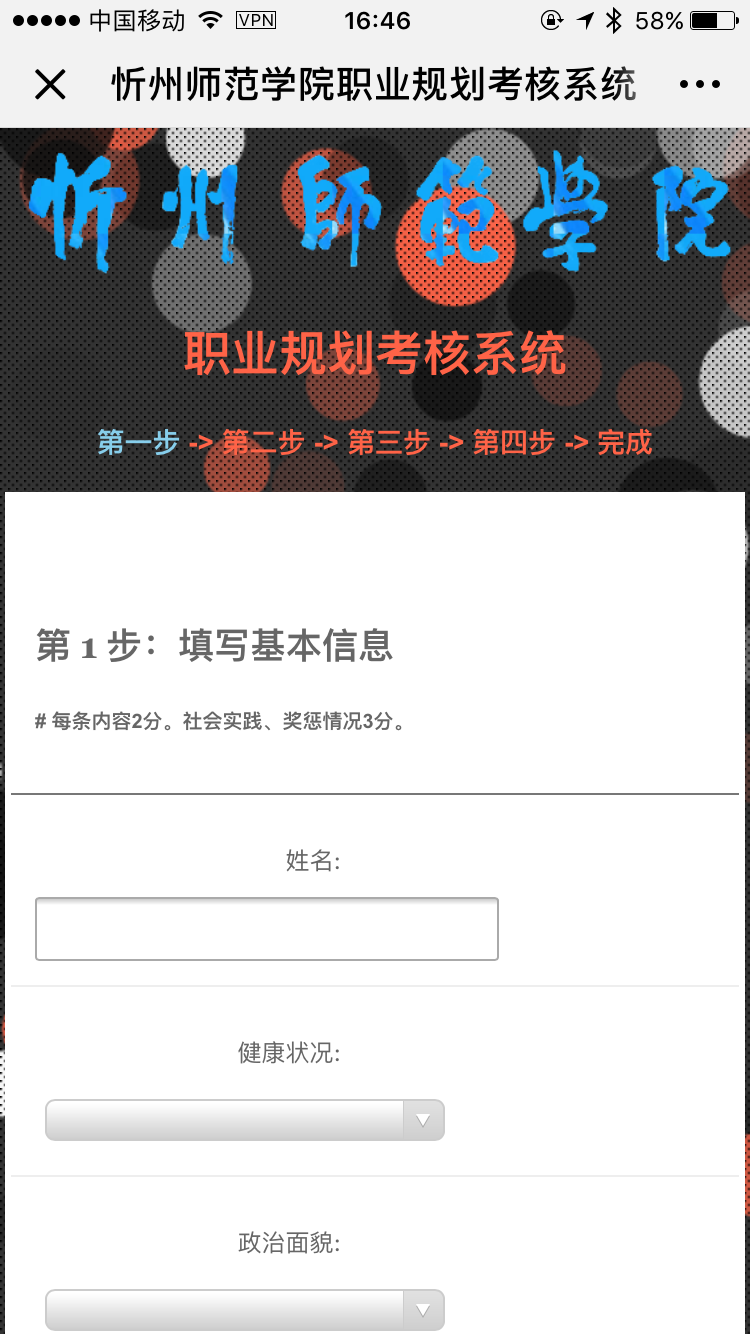 中国移动 VPN 16:46 58%
忻州师范学院职业规划考核系统
忻州師範学院
职业规划考核系统
第一步 -> 第二步 -> 第三步 -> 第四步 -> 完成
第 1 步：填写基本信息
# 每条内容2分。社会实践、奖惩情况3分。
姓名:
健康状况:
政治面貌: